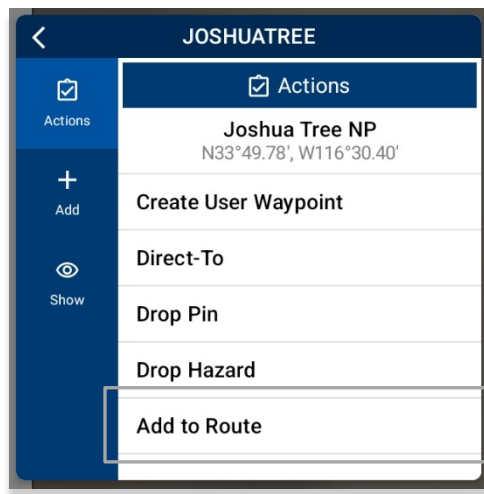 JOSHUATREE
Actions
Actions
Joshua Tree NP
N33°49.78', W116°30.40'
Add
Create User Waypoint
Direct-To
Show
Drop Pin
Drop Hazard
Add to Route